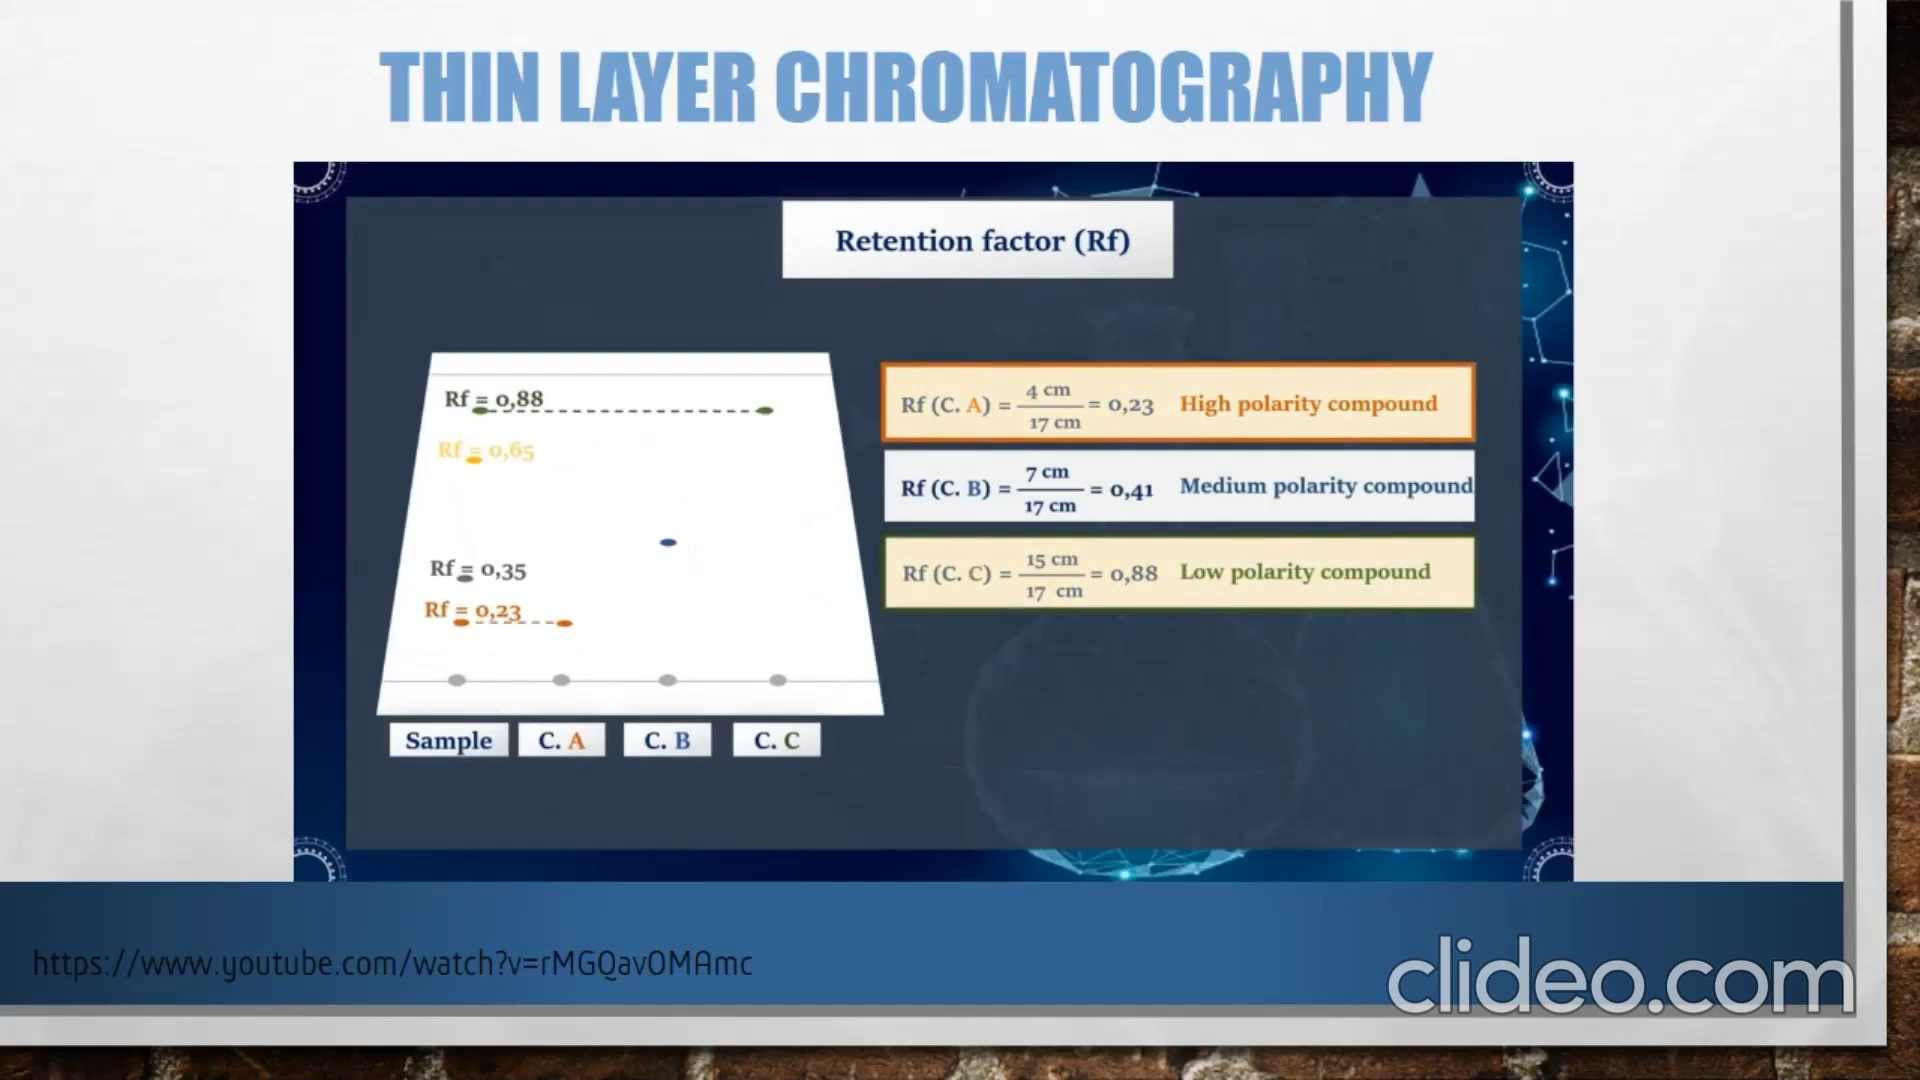 THIN LAYER CHROMATOGRAPHY
Retention factor (Rf)
Rf = 0,88
Rf = 0,65
Rf = 0,35
Rf = 0,23
Sample
C. A
C. B
C. C
Rf (C. A) = 4 cm / 17 cm = 0,23 High polarity compound
Rf (C. B) = 7 cm / 17 cm = 0,41 Medium polarity compound
Rf (C. C) = 15 cm / 17 cm = 0,88 Low polarity compound
https://www.youtube.com/watch?v=rMGQavOMAmc
clideo.com